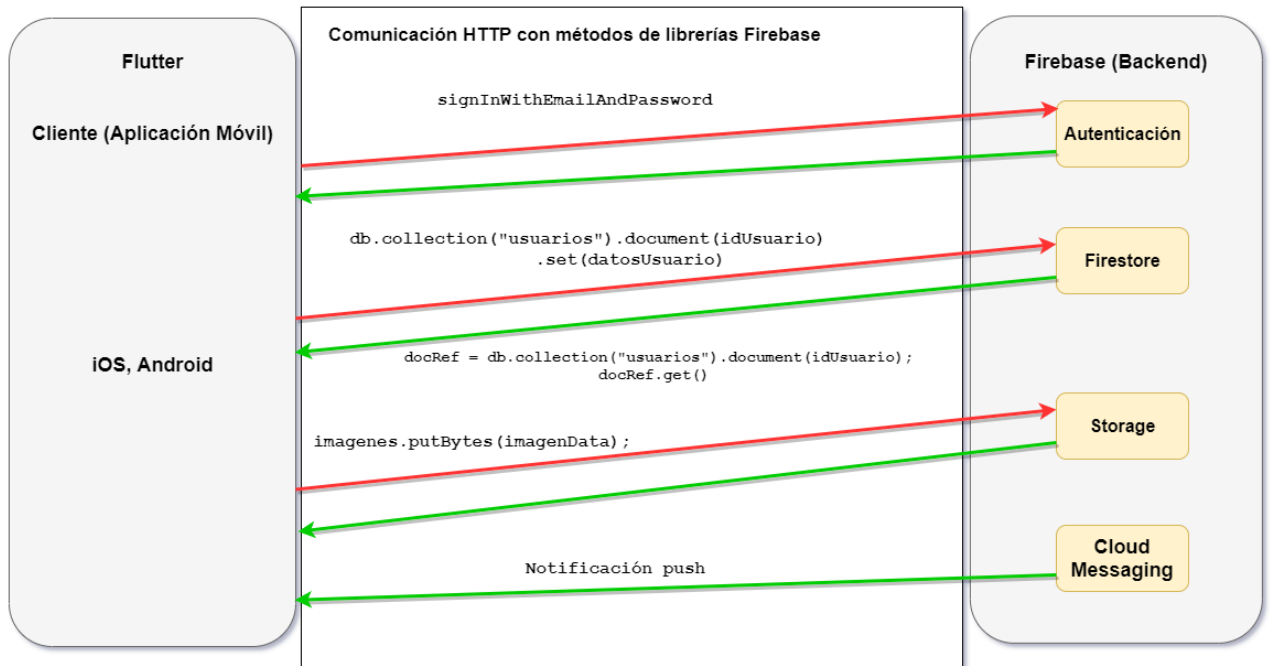 Flutter
Cliente (Aplicación Móvil)
iOS, Android
Comunicación HTTP con métodos de librerías Firebase
signInWithEmailAndPassword
db.collection("usuarios").document(idUsuario)
.set(datosUsuario)
docRef = db.collection("usuarios").document(idUsuario);
docRef.get()
imagenes.putBytes(imagenData);
Notificación push
Firebase (Backend)
Autenticación
Firestore
Storage
Cloud
Messaging